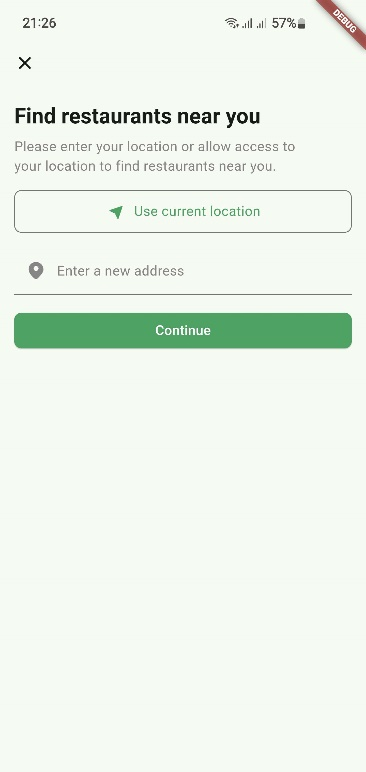 21:26
57%
DEBUG
Find restaurants near you
Please enter your location or allow access to
your location to find restaurants near you.
Use current location
Enter a new address
Continue